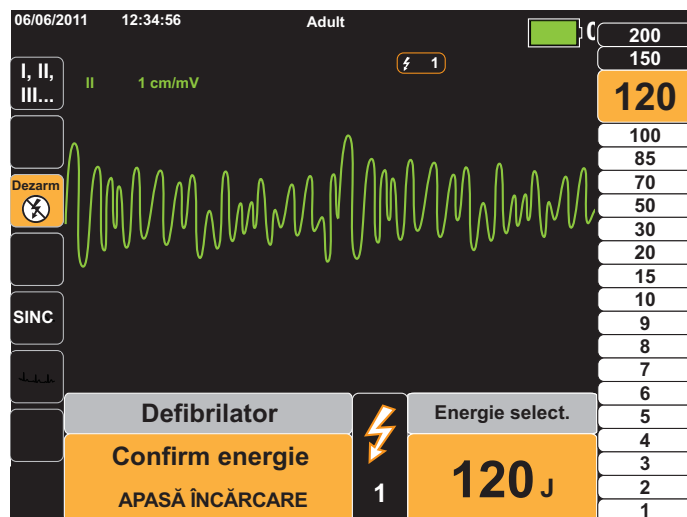 06/06/2011 12:34:56 Adult
200
150
120
100
85
70
50
30
20
15
10
9
8
7
6
5
4
3
2
1
1
I, II,
III...
II 1 cm/mV
Dezarm
SINC
Defibrilator
Confirm energie
APASĂ ÎNCĂRCARE
1
Energie select.
120 J